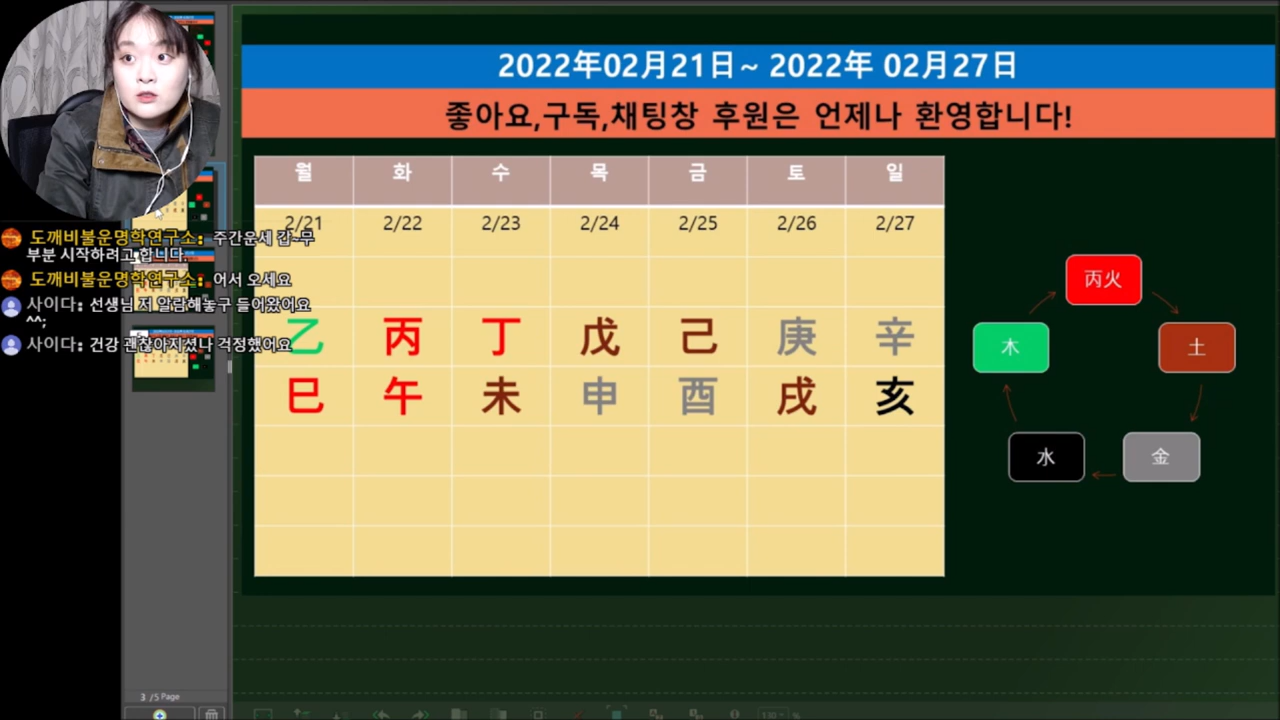 2022年02月21日~ 2022年 02月27日
좋아요,구독,채팅창 후원은 언제나 환영합니다!
월 화 수 목 금 토 일
2/21 2/22 2/23 2/24 2/25 2/26 2/27
乙 丙 丁 戊 己 庚 辛
巳 午 未 申 酉 戌 亥
丙火
木
土
水
金
도깨비불운명학연구소: 주간운세 갑~무
부분 시작하려고 합니다.
도깨비불운명학연구소: 어서 오세요
사이다: 선생님 저 알람해놓구 들어왔어요
^^;
사이다: 건강 괜찮아지셨나 걱정했어요
3 /5 Page
130 %